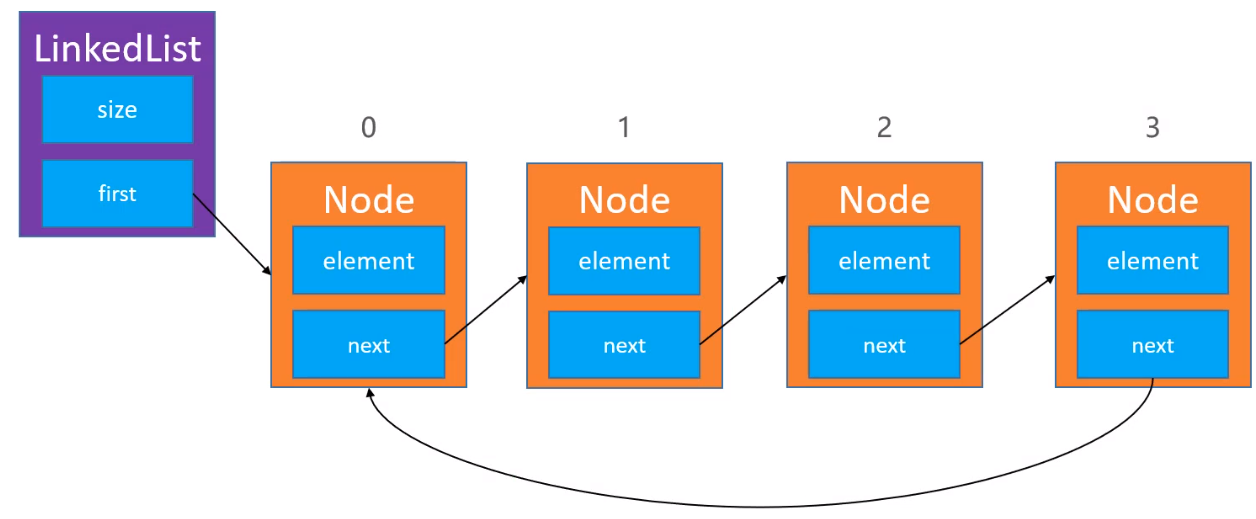 LinkedList
size
first
0
1
2
3
Node
element
next
Node
element
next
Node
element
next
Node
element
next